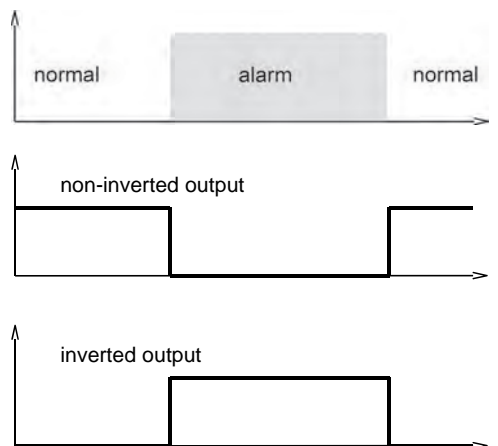 normal alarm normal
non-inverted output
inverted output